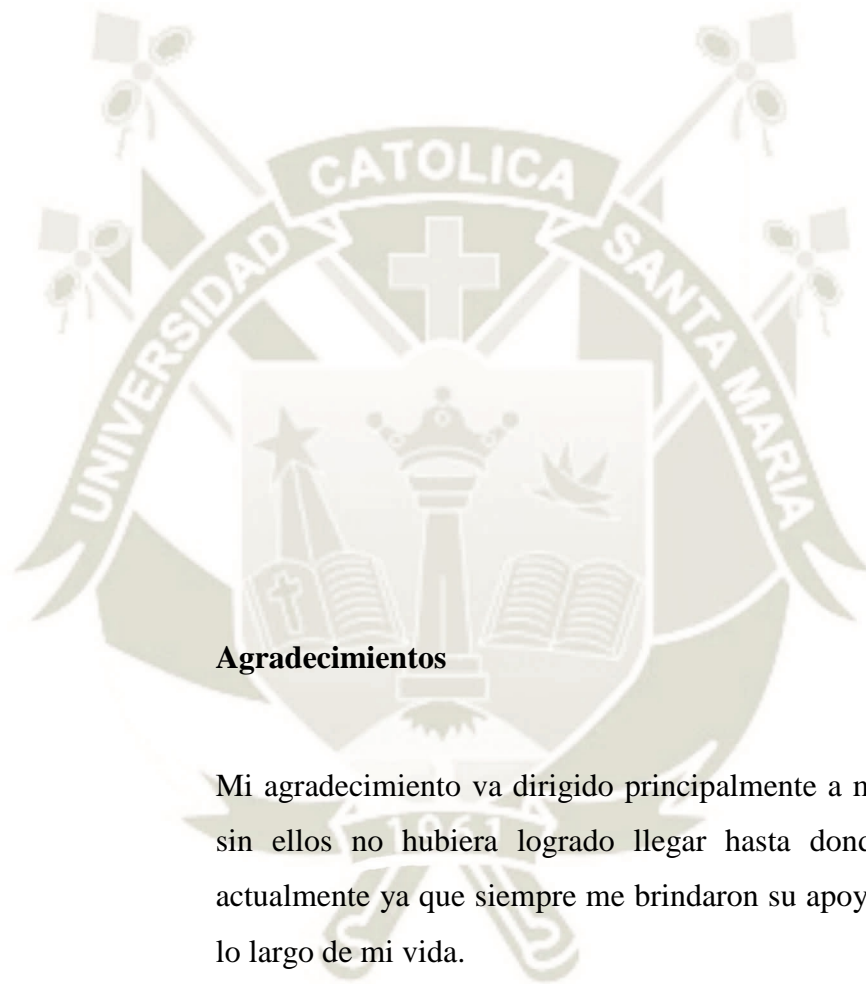 CATOLICA
UNIVERSIDAD
SANTA MARIA
Agradecimientos
Mi agradecimiento va dirigido principalmente a
sin ellos no hubiera logrado llegar hasta
actualmente ya que siempre me brindaron su
lo largo de mi vida.
1961